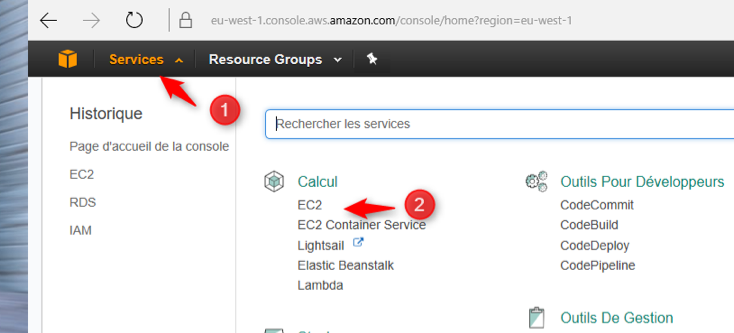 eu-west-1.console.aws.amazon.com/console/home?region=eu-west-1
Services
Resource Groups
1
Historique
Page d'accueil de la console
EC2
RDS
IAM
Rechercher les services
Calcul
EC2
2
EC2 Container Service
Lightsail
Elastic Beanstalk
Lambda
Outils Pour Développeurs
CodeCommit
CodeBuild
CodeDeploy
CodePipeline
Outils De Gestion